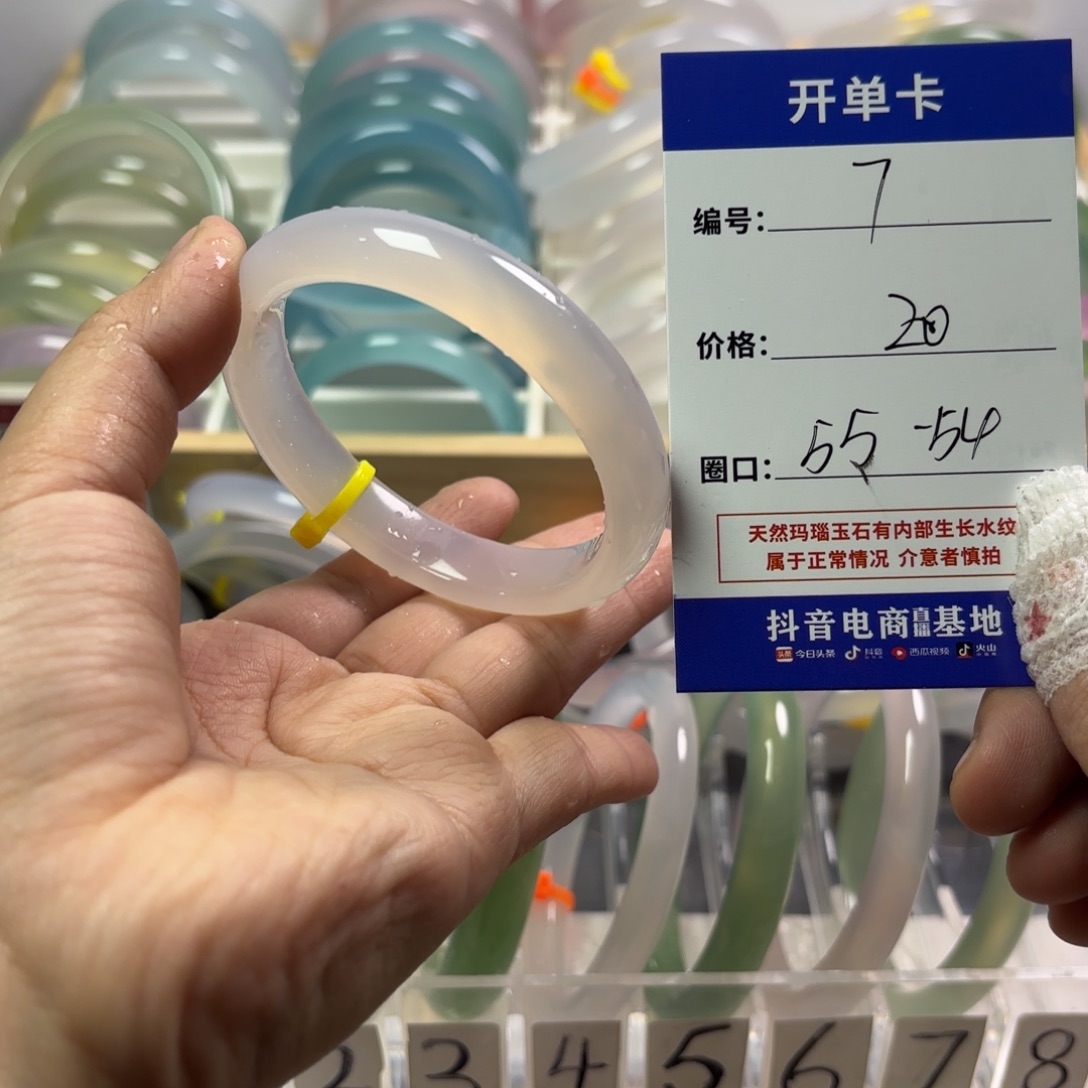 开单卡
编号: 7
价格: 20
圈口: 55-54
天然玛瑙玉石有内部生长水纹
属于正常情况 介意者慎拍
抖音电商直播基地
头条 今日头条 抖音 西瓜视频 火山
2 3 4 5 6 7 8